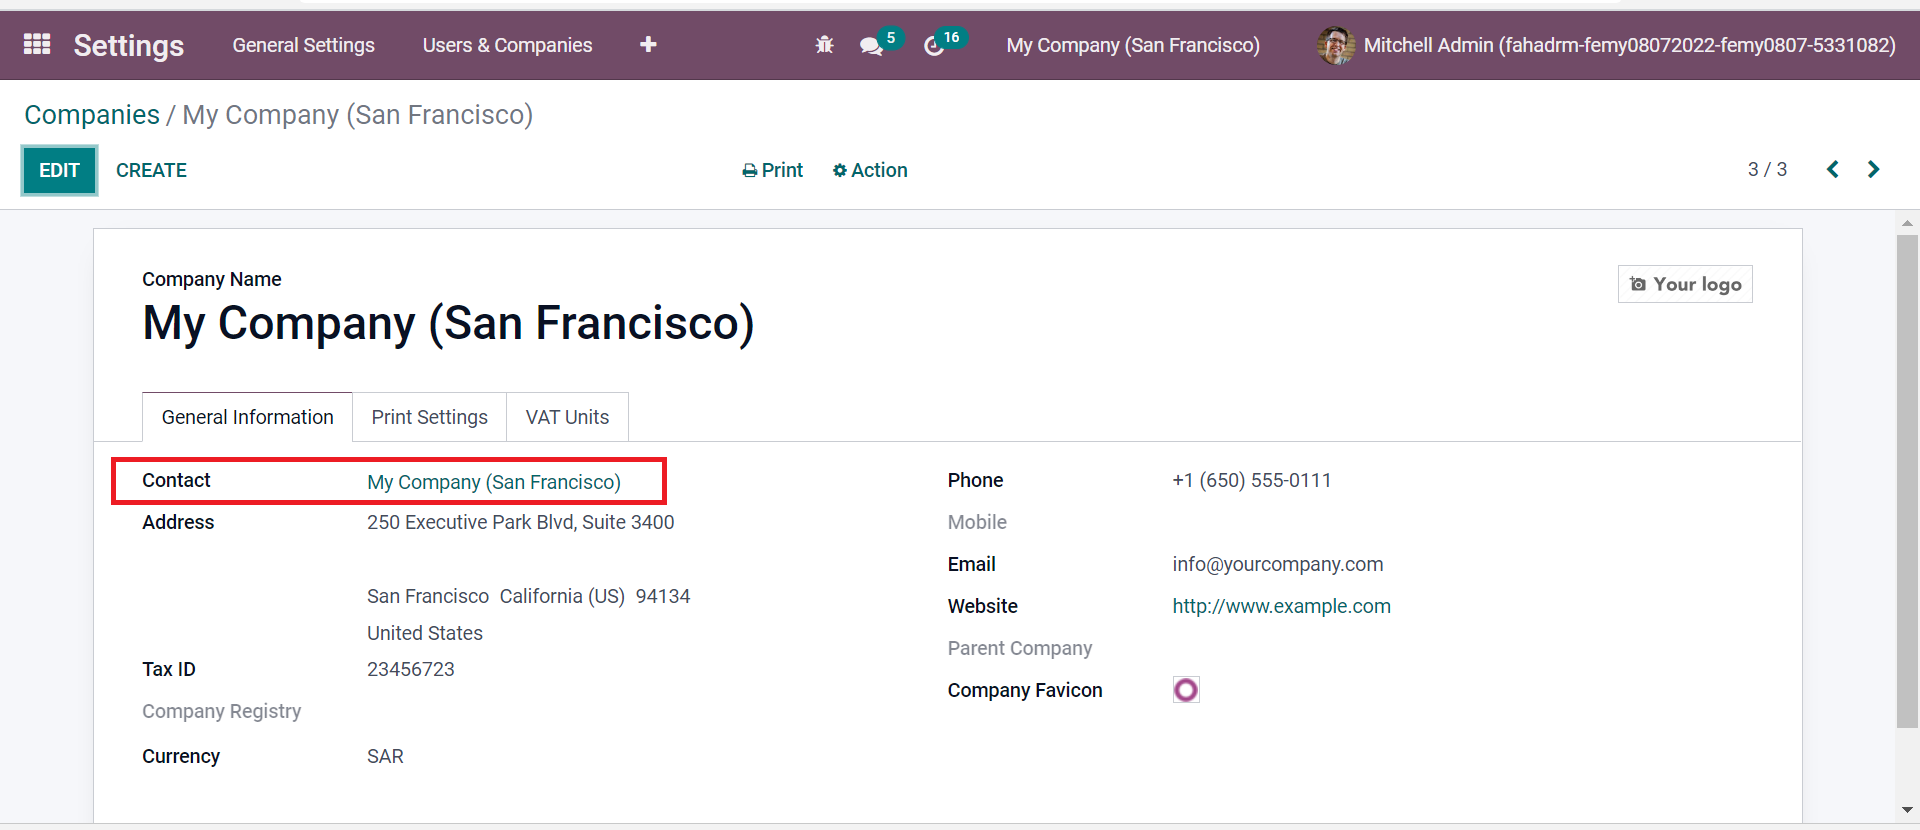 Settings General Settings Users & Companies 5 16 My Company (San Francisco) Mitchell Admin (fahadrm-femy08072022-femy0807-5331082)
Companies / My Company (San Francisco)
EDIT CREATE Print Action 3 / 3
Company Name
Your logo
My Company (San Francisco)
General Information Print Settings VAT Units
Contact My Company (San Francisco) Phone +1 (650) 555-0111
Address 250 Executive Park Blvd, Suite 3400 Mobile
Email info@yourcompany.com
San Francisco California (US) 94134 Website http://www.example.com
United States Parent Company
Tax ID 23456723 Company Favicon
Company Registry
Currency SAR